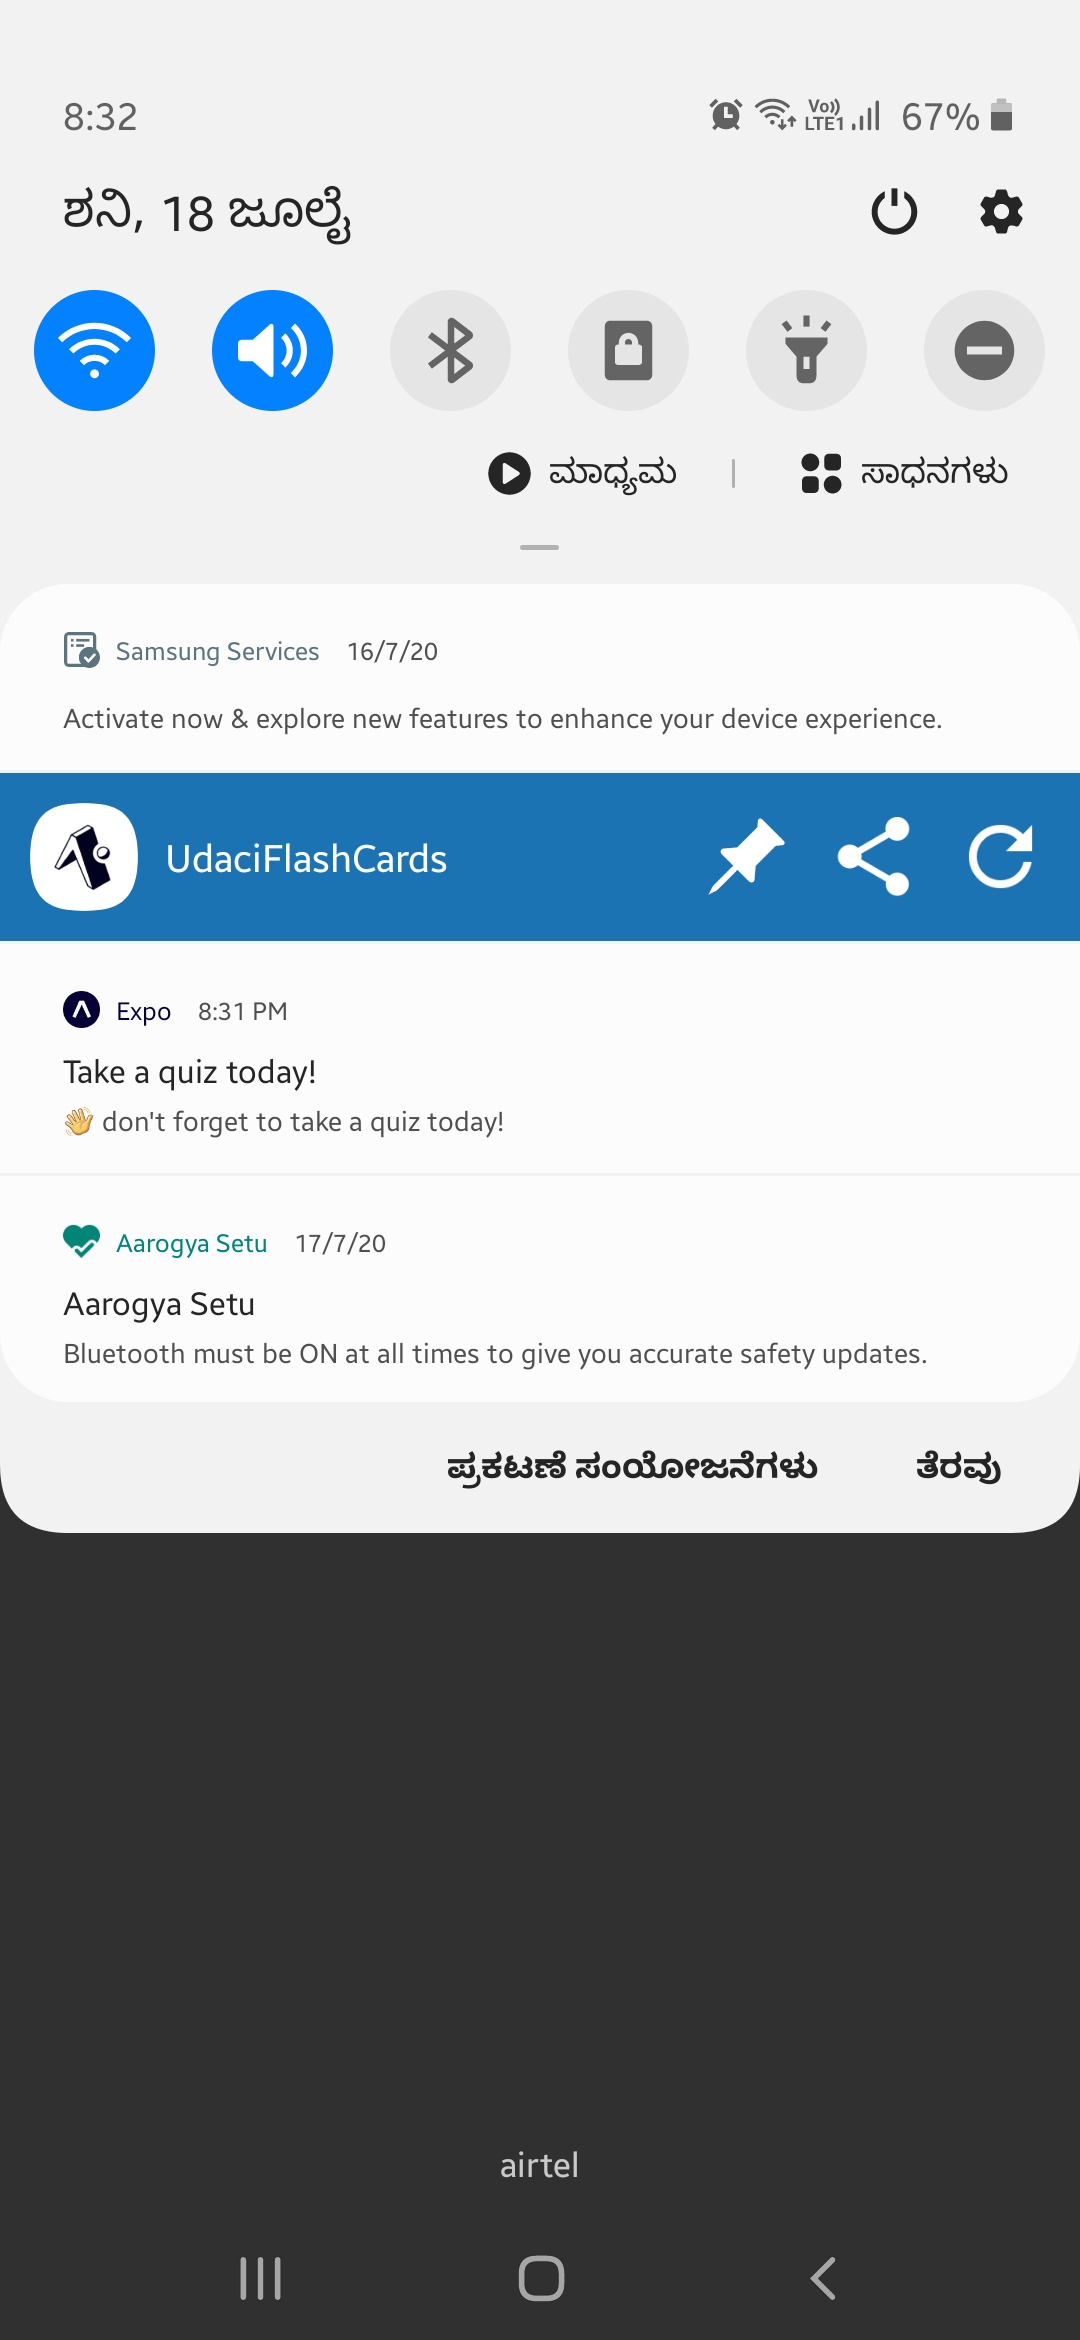 8:32 Vo)) LTE1 67%
ಶನಿ, 18 ಜೂಲೈ
ಮಾಧ್ಯಮ | ಸಾಧನಗಳು
Samsung Services 16/7/20
Activate now & explore new features to enhance your device experience.
UdaciFlashCards
Expo 8:31 PM
Take a quiz today!
👋 don't forget to take a quiz today!
Aarogya Setu 17/7/20
Aarogya Setu
Bluetooth must be ON at all times to give you accurate safety updates.
ಪ್ರಕಟಣೆ ಸಂಯೋಜನೆಗಳು ತೆರವು
airtel